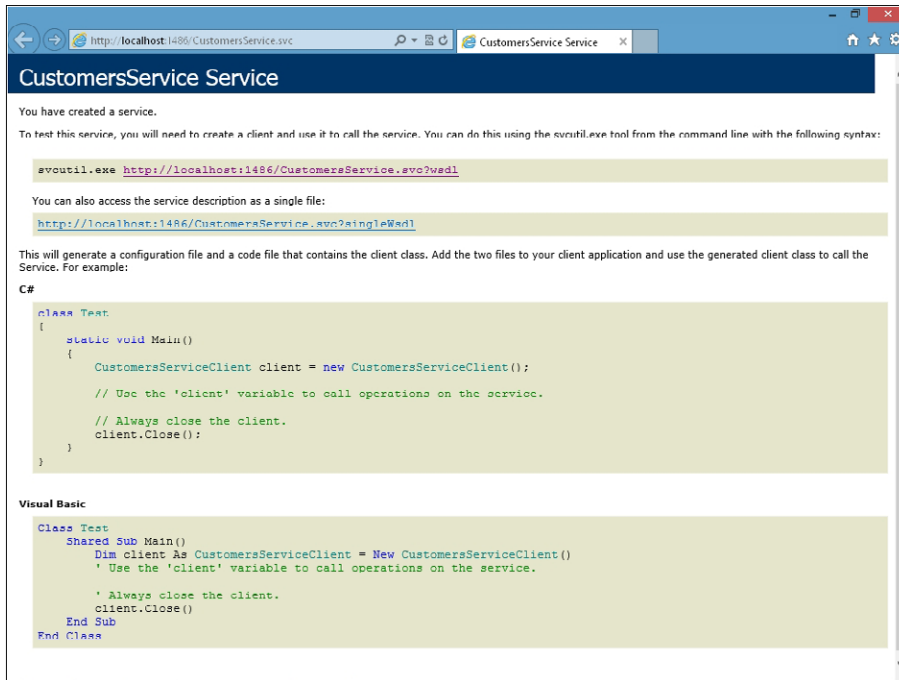 http://localhost:1486/CustomersService.svc
CustomersService Service
CustomersService Service
You have created a service.
To test this service, you will need to create a client and use it to call the service. You can do this using the svcutil.exe tool from the command line with the following syntax:
svcutil.exe http://localhost:1486/CustomersService.svc?wsdl
You can also access the service description as a single file:
http://localhost:1486/CustomersService.svc?singleWsdl
This will generate a configuration file and a code file that contains the client class. Add the two files to your client application and use the generated client class to call the
Service. For example:
C#
class Test
{
    static void Main()
    {
        CustomersServiceClient client = new CustomersServiceClient();
        // Use the 'client' variable to call operations on the service.
        // Always close the client.
        client.Close();
    }
}
Visual Basic
Class Test
    Shared Sub Main()
        Dim client As CustomersServiceClient = New CustomersServiceClient()
        ' Use the 'client' variable to call operations on the service.
        ' Always close the client.
        client.Close()
    End Sub
End Class